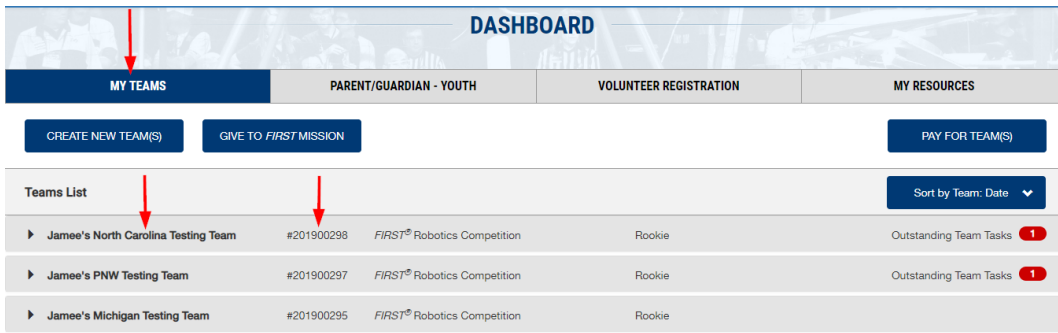 DASHBOARD
MY TEAMS PARENT/GUARDIAN - YOUTH VOLUNTEER REGISTRATION MY RESOURCES
CREATE NEW TEAM(S) GIVE TO FIRST MISSION PAY FOR TEAM(S)
Teams List Sort by Team: Date
Jamee's North Carolina Testing Team #201900298 FIRST® Robotics Competition Rookie Outstanding Team Tasks 1
Jamee's PNW Testing Team #201900297 FIRST® Robotics Competition Rookie Outstanding Team Tasks 1
Jamee's Michigan Testing Team #201900295 FIRST® Robotics Competition Rookie